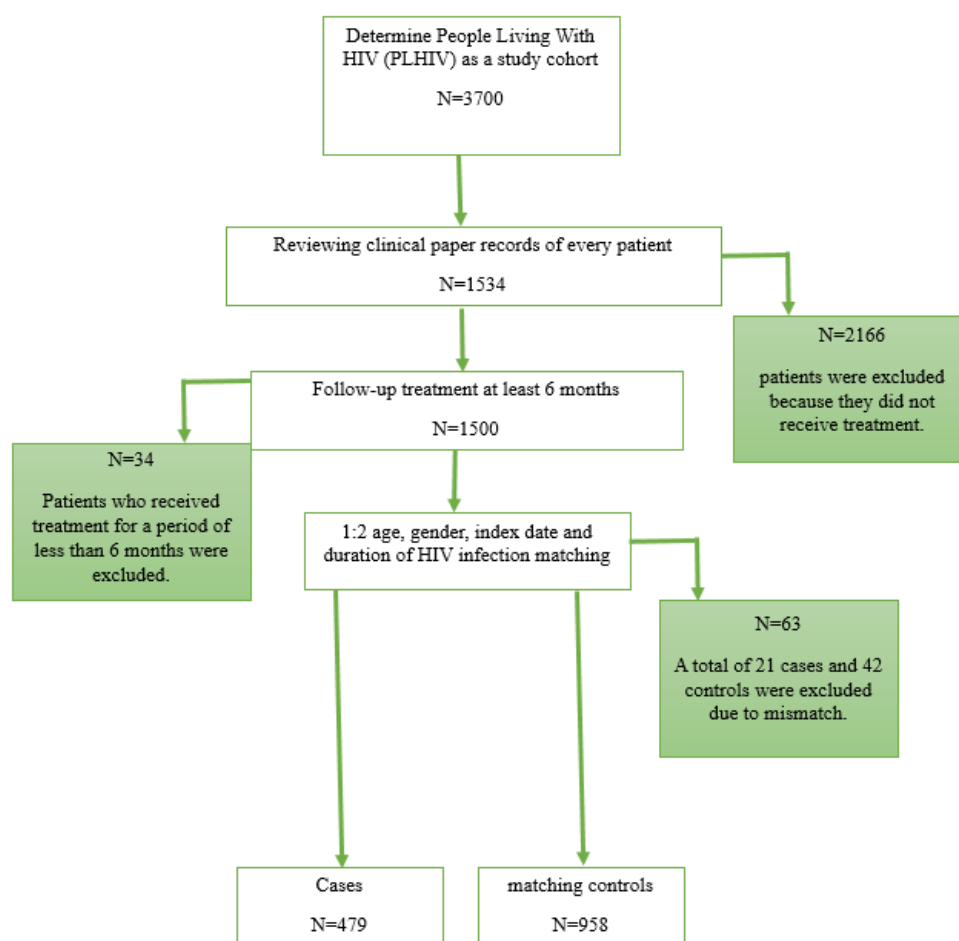 Determine People Living With
HIV (PLHIV) as a study cohort
N=3700
Reviewing clinical paper records of every patient
N=1534
N=2166
patients were excluded
because they did not
receive treatment.
Follow-up treatment at least 6 months
N=1500
N=34
Patients who received
treatment for a period of
less than 6 months were
excluded.
1:2 age, gender, index date and
duration of HIV infection matching
N=63
A total of 21 cases and 42
controls were excluded
due to mismatch.
Cases
N=479
matching controls
N=958